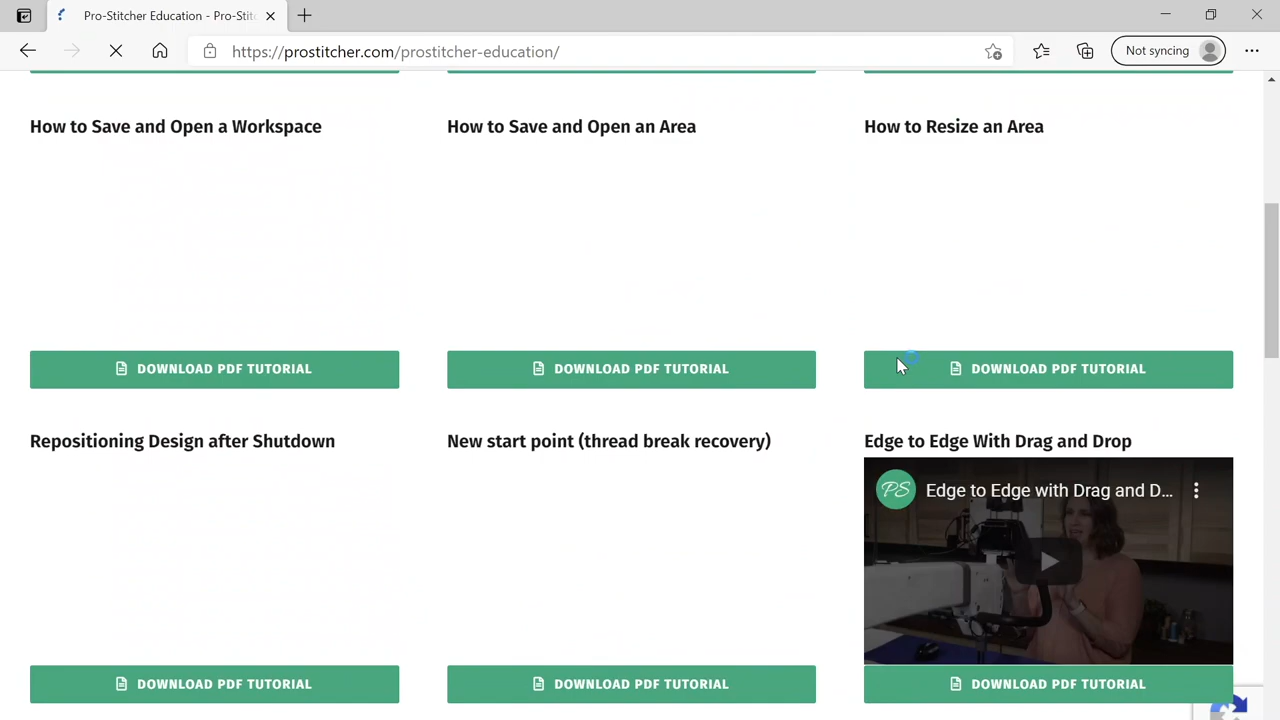 Pro-Stitcher Education - Pro-Stit
Not syncing
https://prostitcher.com/prostitcher-education/
How to Save and Open a Workspace
How to Save and Open an Area
How to Resize an Area
DOWNLOAD PDF TUTORIAL
DOWNLOAD PDF TUTORIAL
DOWNLOAD PDF TUTORIAL
Repositioning Design after Shutdown
New start point (thread break recovery)
Edge to Edge With Drag and Drop
PS
Edge to Edge with Drag and D...
DOWNLOAD PDF TUTORIAL
DOWNLOAD PDF TUTORIAL
DOWNLOAD PDF TUTORIAL